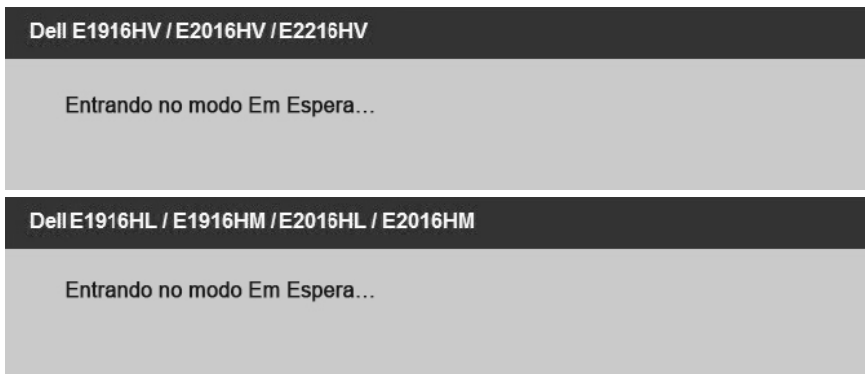 Dell E1916HV / E2016HV / E2216HV
Entrando no modo Em Espera...
Dell E1916HL / E1916HM / E2016HL / E2016HM
Entrando no modo Em Espera...